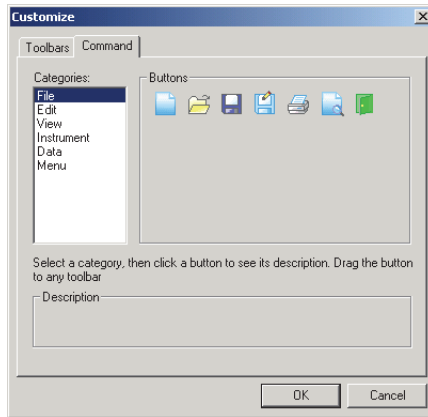 Customize
Toolbars
Command
Categories:
Buttons
File
Edit
View
Instrument
Data
Menu
Select a category, then click a button to see its description. Drag the button
to any toolbar
Description
OK
Cancel